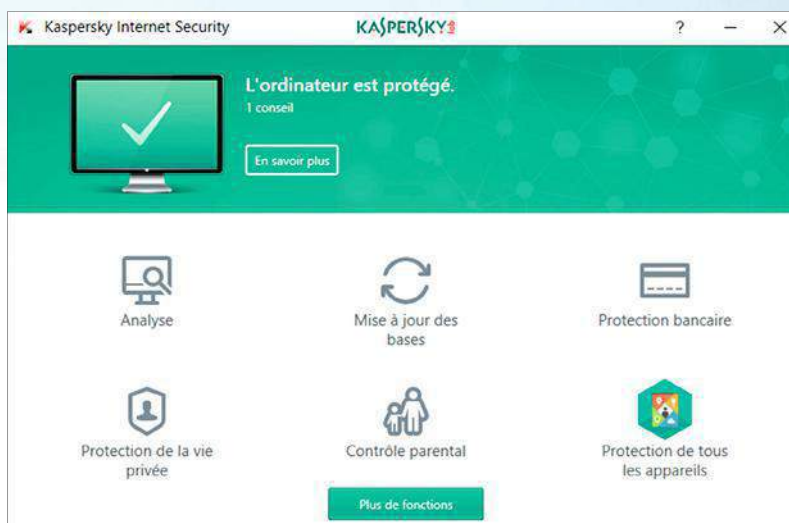 Kaspersky Internet Security
KASPERSKY
?
L'ordinateur est protégé.
1 conseil
En savoir plus
Analyse
Mise à jour des
bases
Protection bancaire
Protection de la vie
privée
Contrôle parental
Protection de tous
les appareils
Plus de fonctions